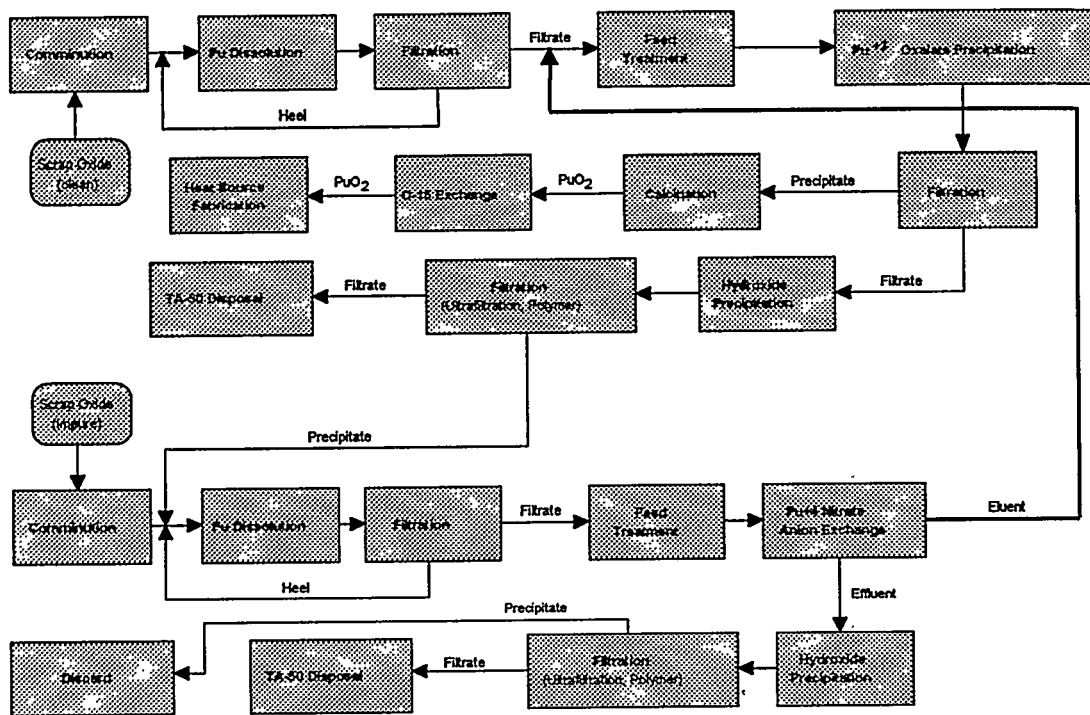 Comminution
Pu Dissolution
Filtration
Filtrate
Feed
Treatment
Pu+3 Oxalate Precipitation
Heel
Scrap Oxide
(clean)
Heat Source
Fabrication
PuO2
O-16 Exchange
PuO2
Calcination
Precipitate
Filtration
TA-50 Disposal
Filtrate
Filtration
(Ultrafiltration, Polymer)
Hydroxide
Precipitation
Filtrate
Scrap Oxide
(Impure)
Precipitate
Comminution
Pu Dissolution
Filtration
Filtrate
Feed
Treatment
Pu+4 Nitrate
Anion Exchange
Eluent
Heel
Effluent
Precipitate
Discard
TA-50 Disposal
Filtrate
Filtration
(Ultrafiltration, Polymer)
Hydroxide
Precipitation